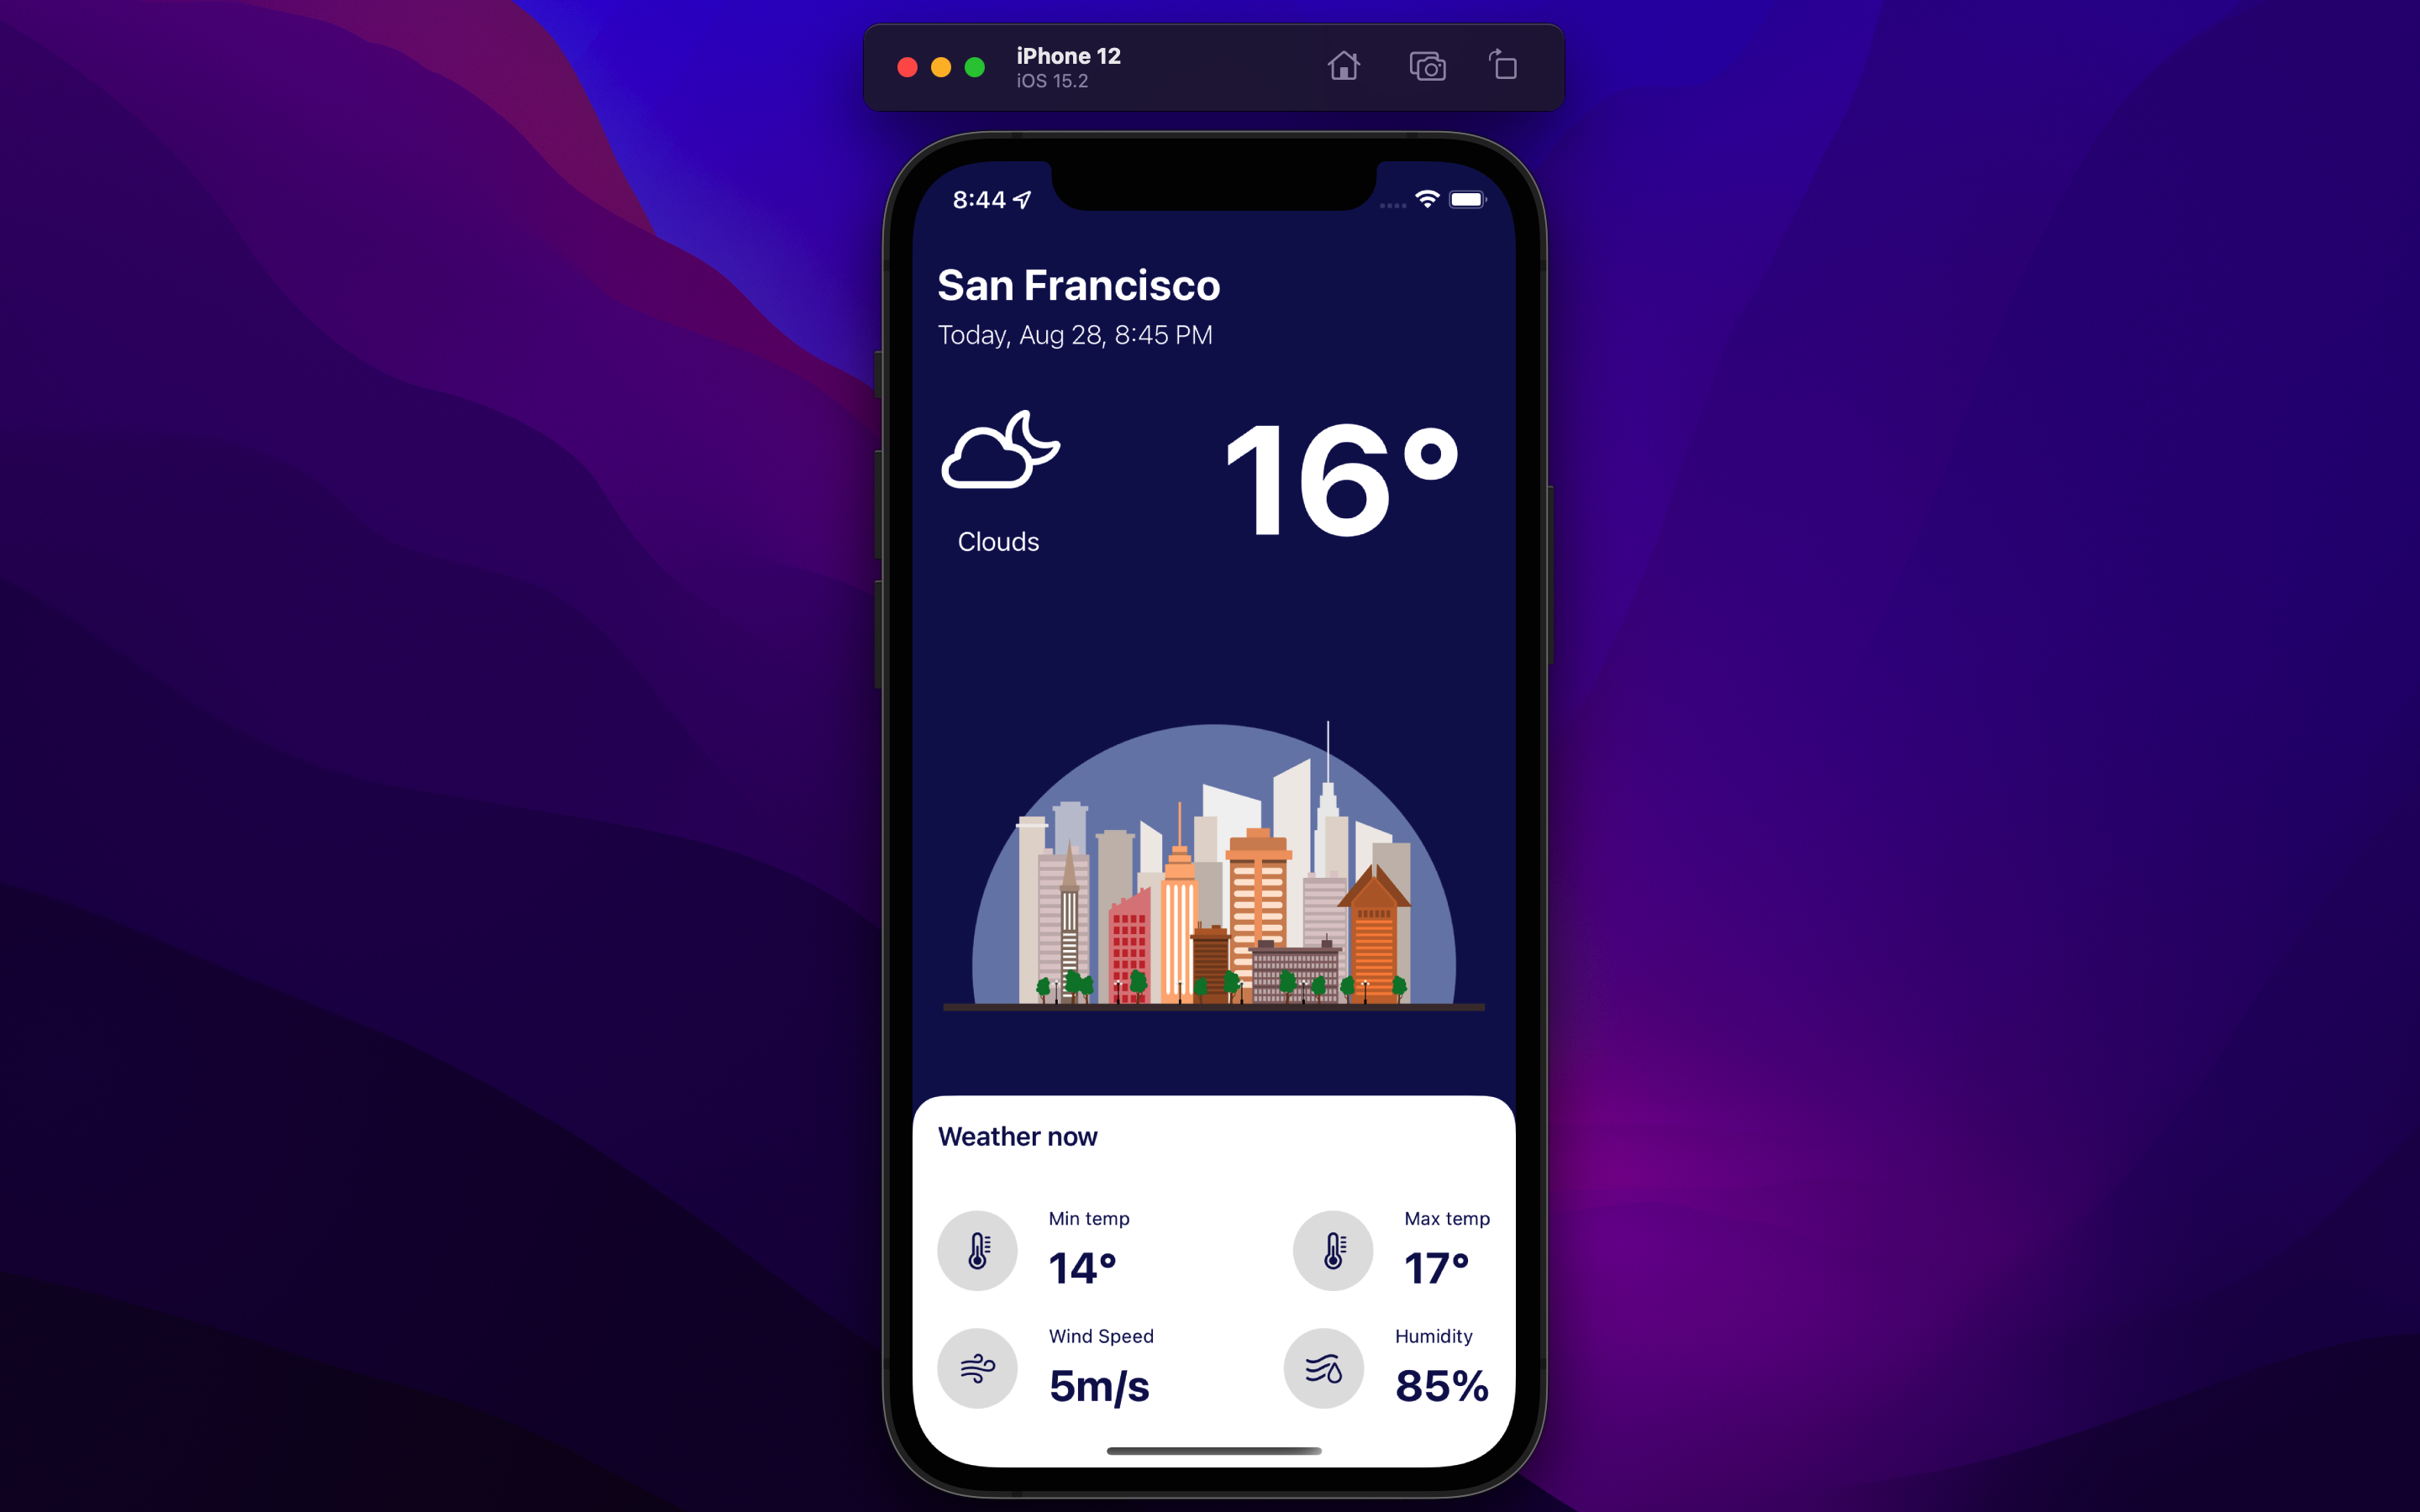 iPhone 12
iOS 15.2
8:44
San Francisco
Today, Aug 28, 8:45 PM
16°
Clouds
Weather now
Min temp
14°
Max temp
17°
Wind Speed
5m/s
Humidity
85%